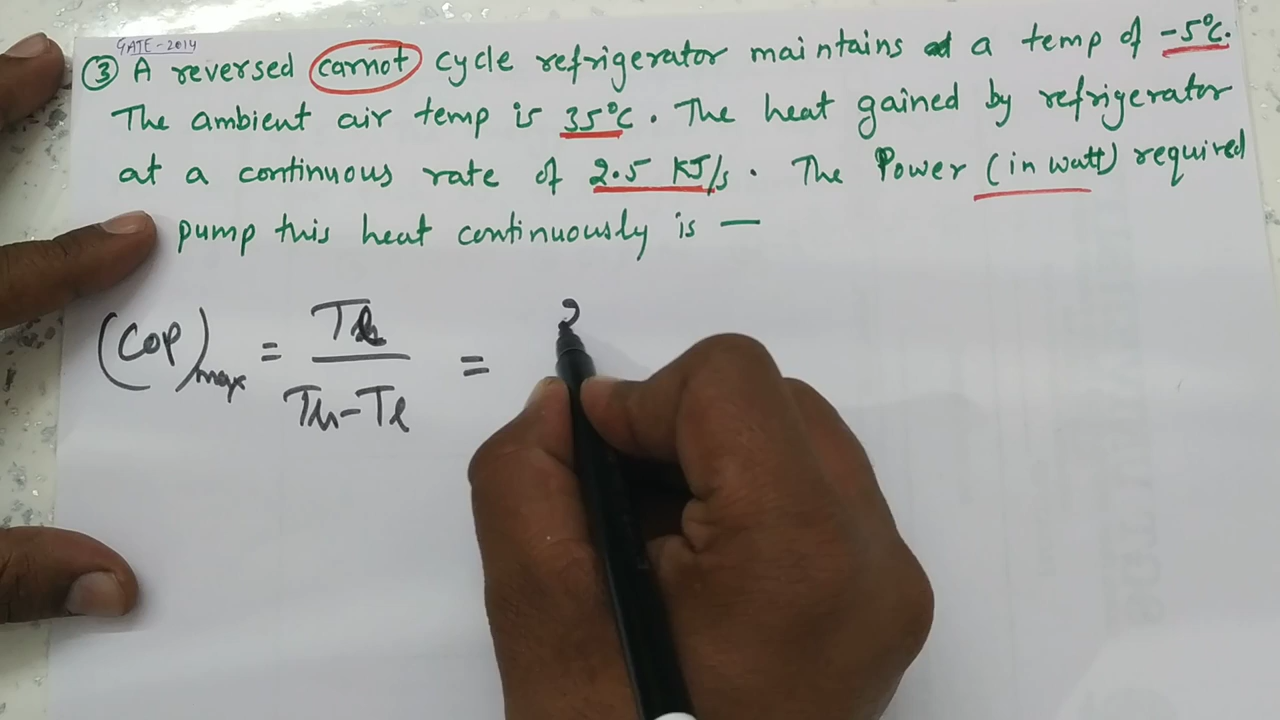 GATE-2014
③ A reversed carnot cycle refrigerator maintains a temp of -5°C.
The ambient air temp is 35°C. The heat gained by refrigerator
at a continuous rate of 2.5 KJ/s. The Power (in watt) required
pump this heat continuously is —
(COP)max = Tl / Th-Tl = 2